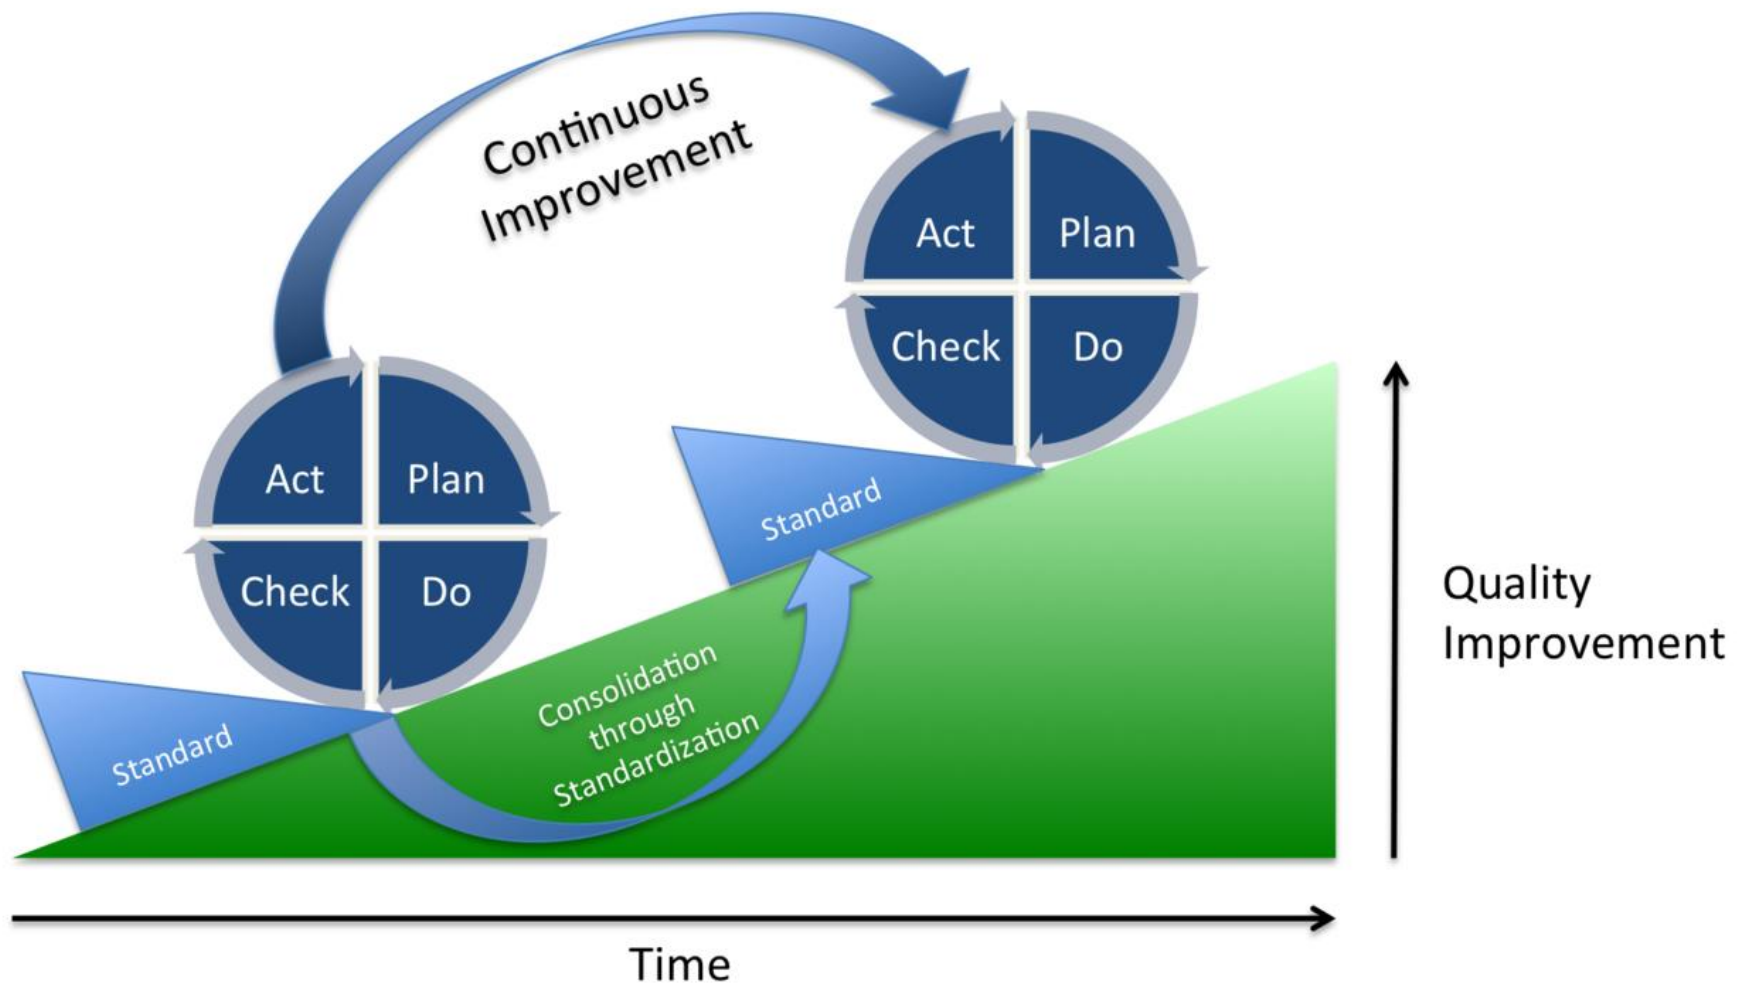 Continuous
Improvement
Act
Plan
Check
Do
Act
Plan
Check
Do
Standard
Standard
Consolidation
through
Standardization
Quality
Improvement
Time